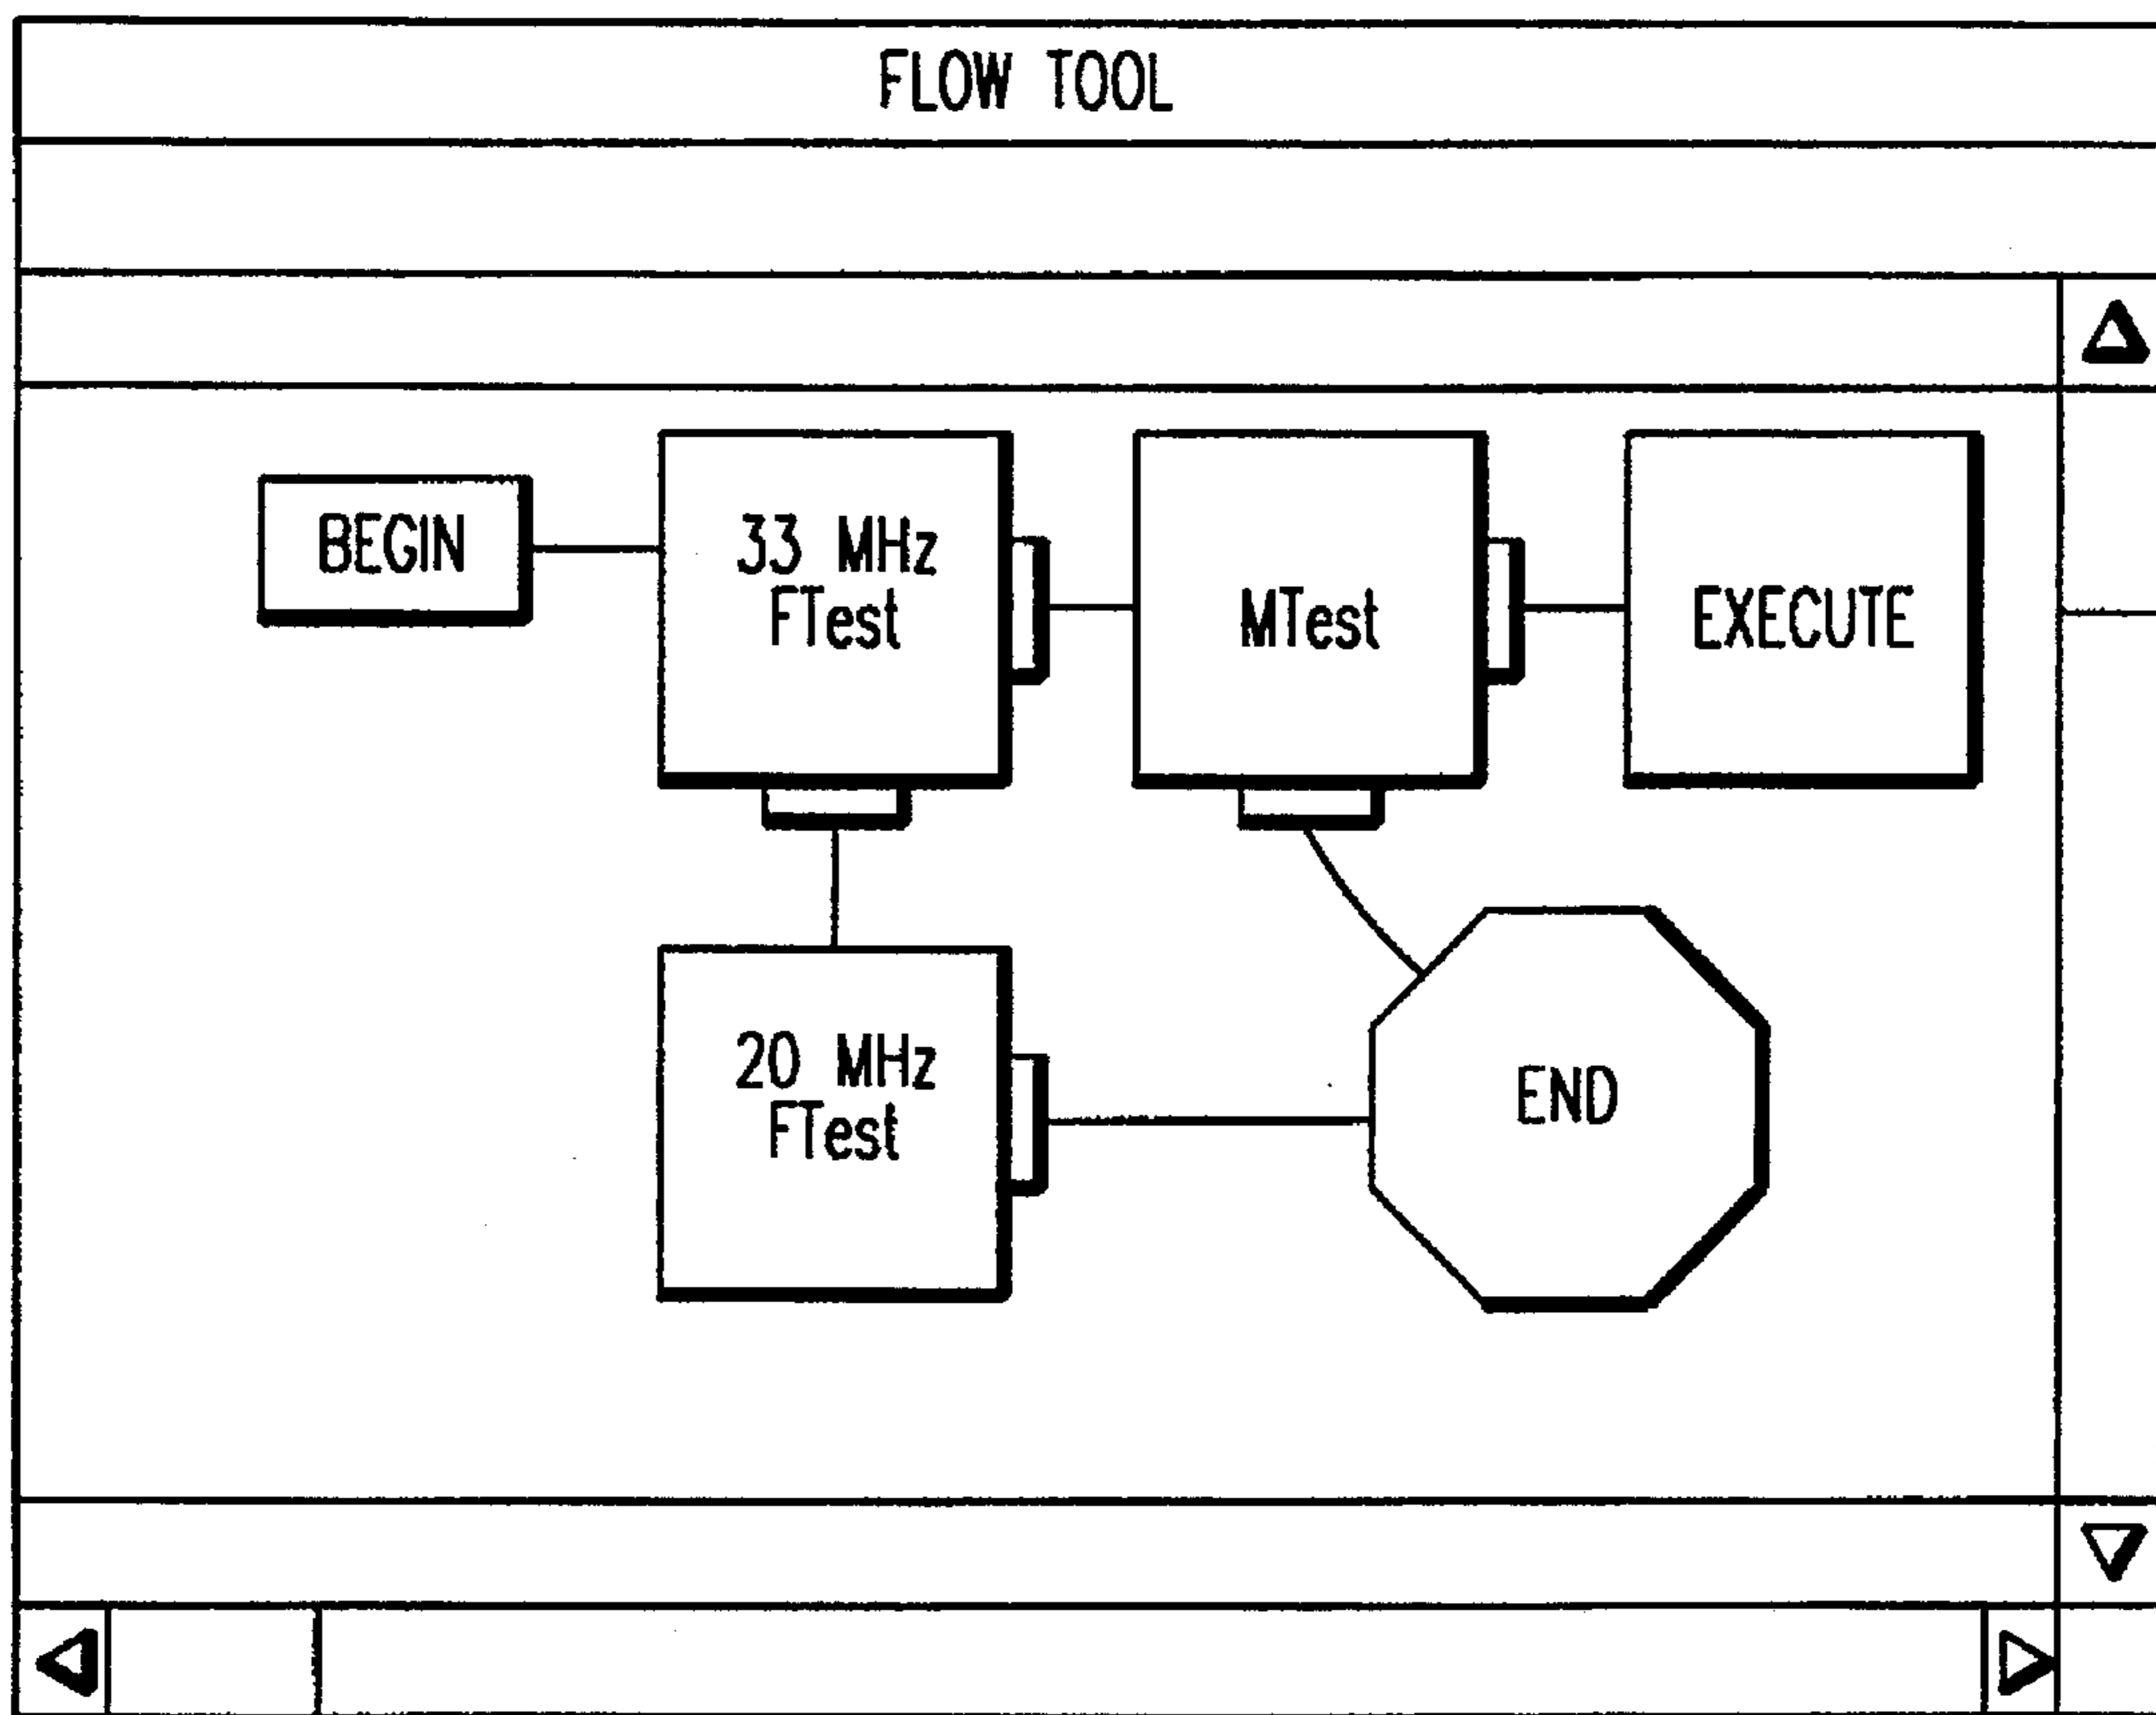 FLOW TOOL
BEGIN
33 MHz
FTest
MTest
EXECUTE
20 MHz
FTest
END